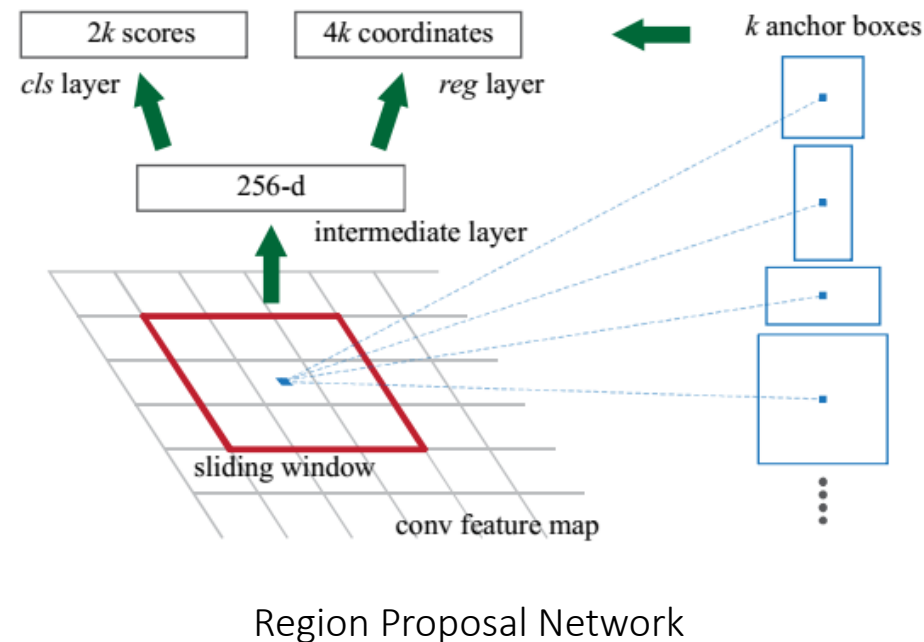 2k scores
4k coordinates
k anchor boxes
cls layer
reg layer
256-d
intermediate layer
sliding window
conv feature map
Region Proposal Network